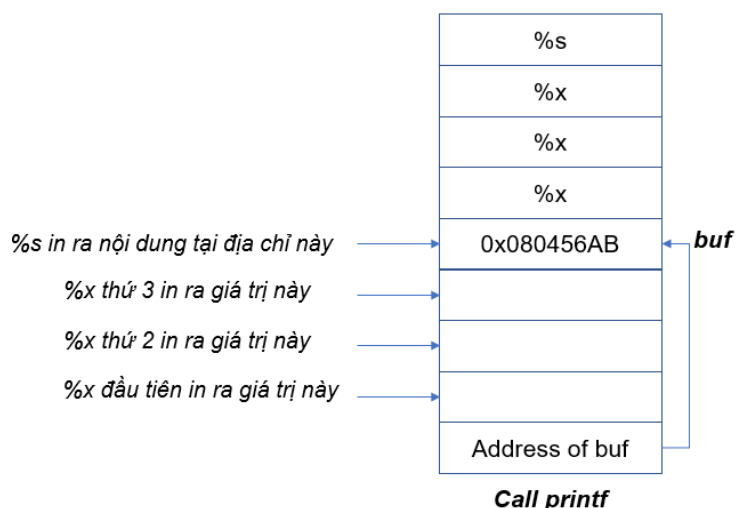 %s
%x
%x
%x
%s in ra nội dung tại địa chỉ này
0x080456AB
buf
%x thứ 3 in ra giá trị này
%x thứ 2 in ra giá trị này
%x đầu tiên in ra giá trị này
Address of buf
Call printf